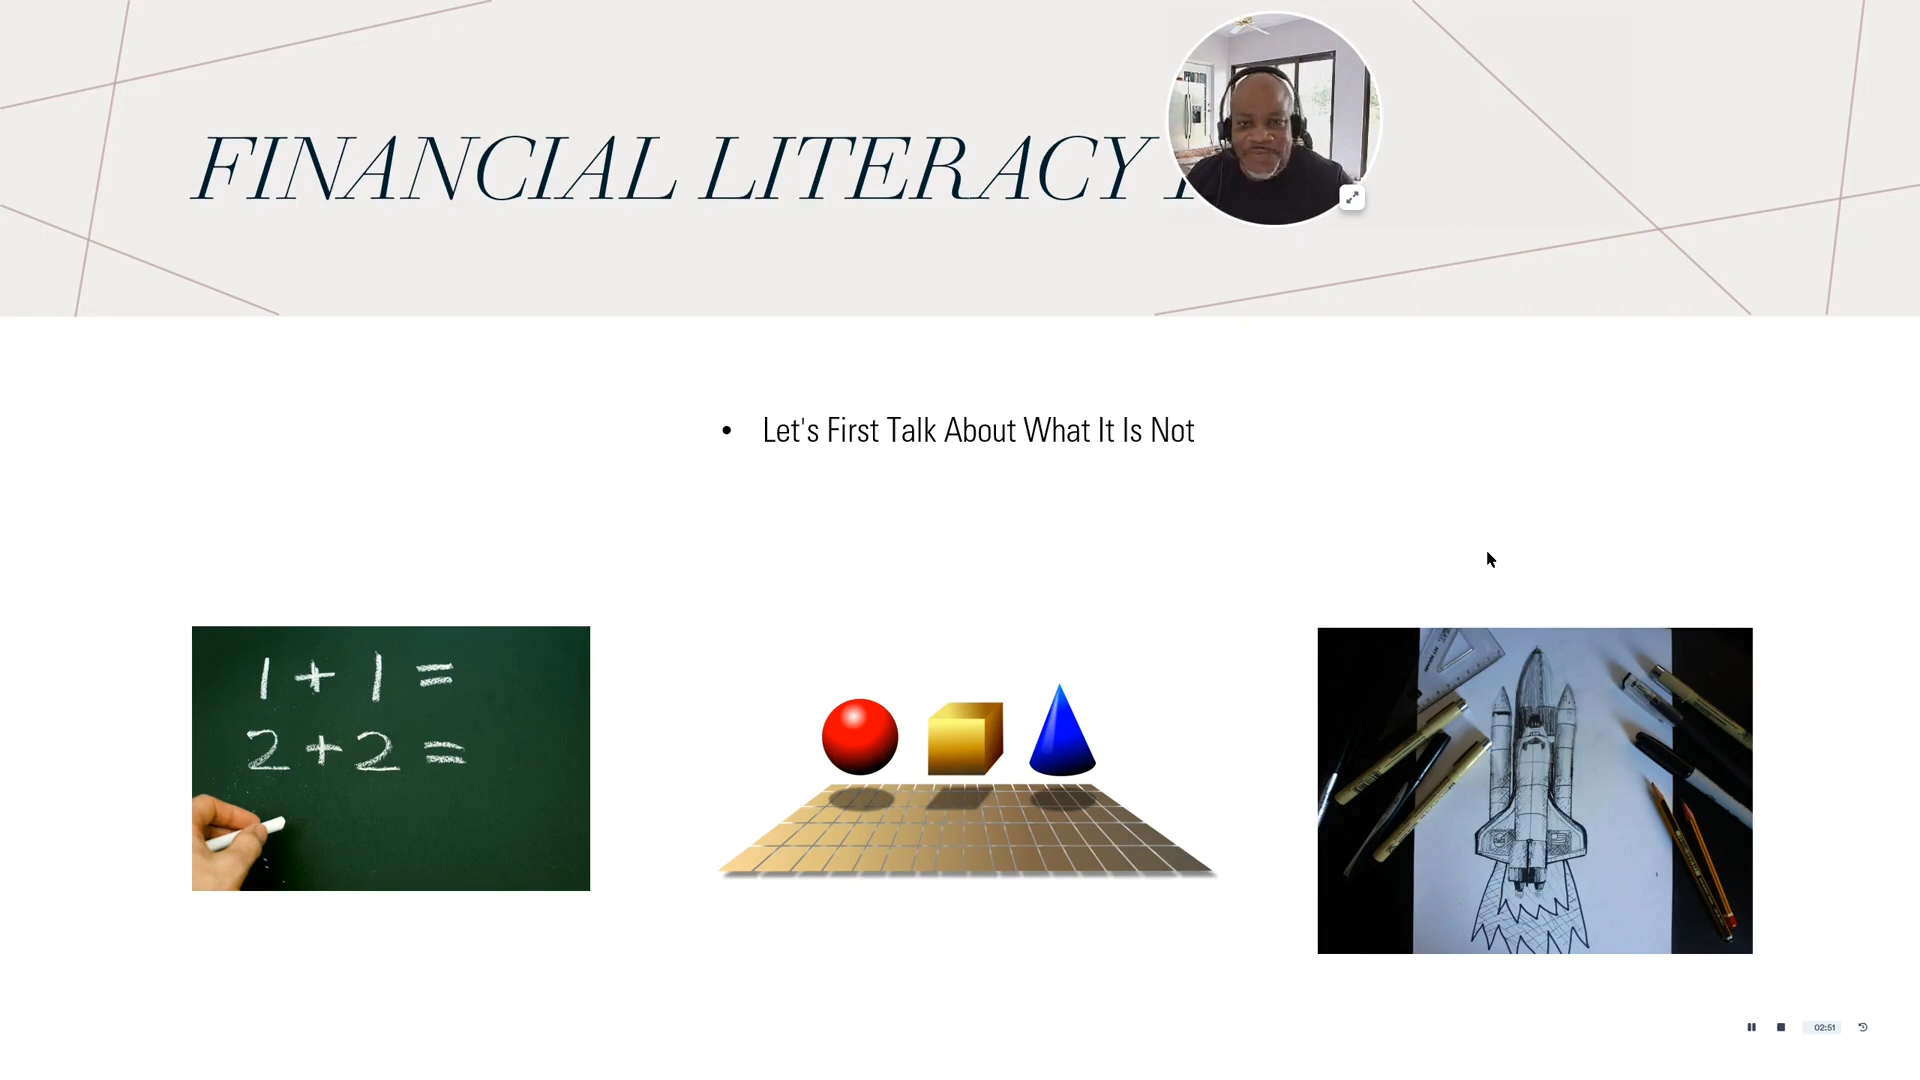 FINANCIAL LITERACY
• Let's First Talk About What It Is Not
1 + 1 =
2 + 2 =
02:51